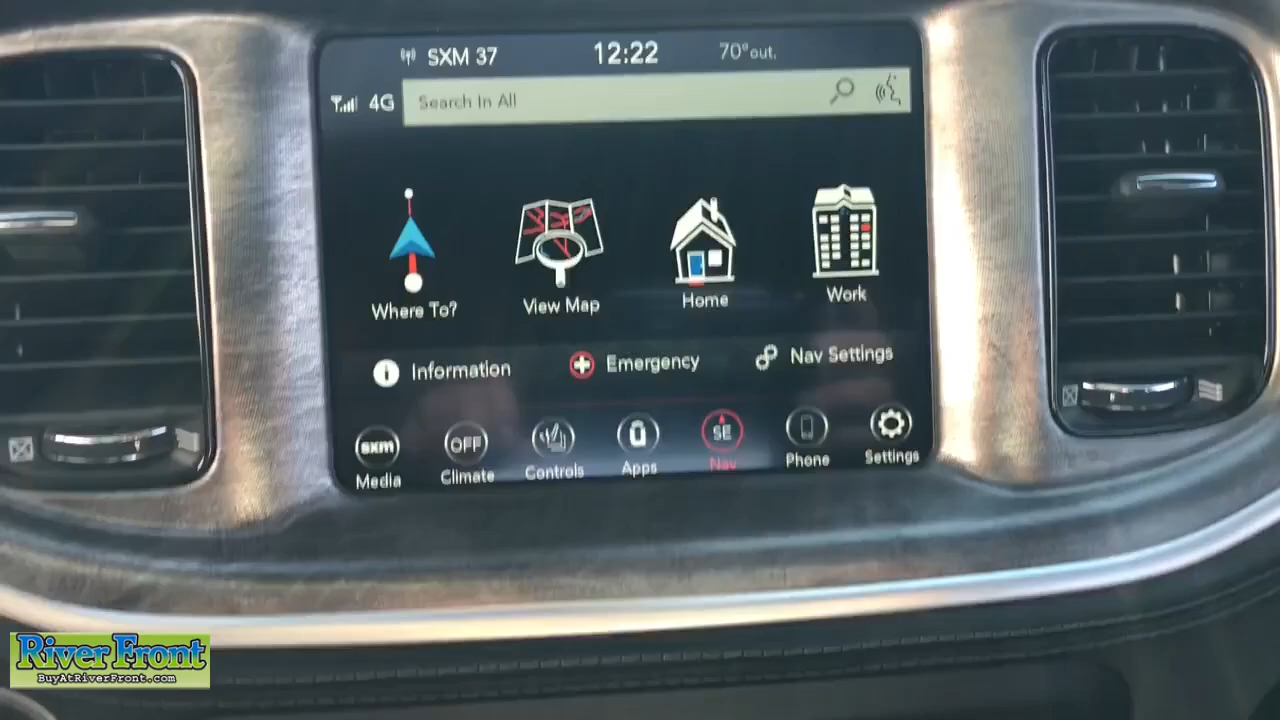 SXM 37 12:22 70°out.
4G Search In All
Where To? View Map Home Work
Information Emergency Nav Settings
sxm OFF SE
Media Climate Controls Apps Nav Phone Settings
River Front
BuyAtRiverFront.com